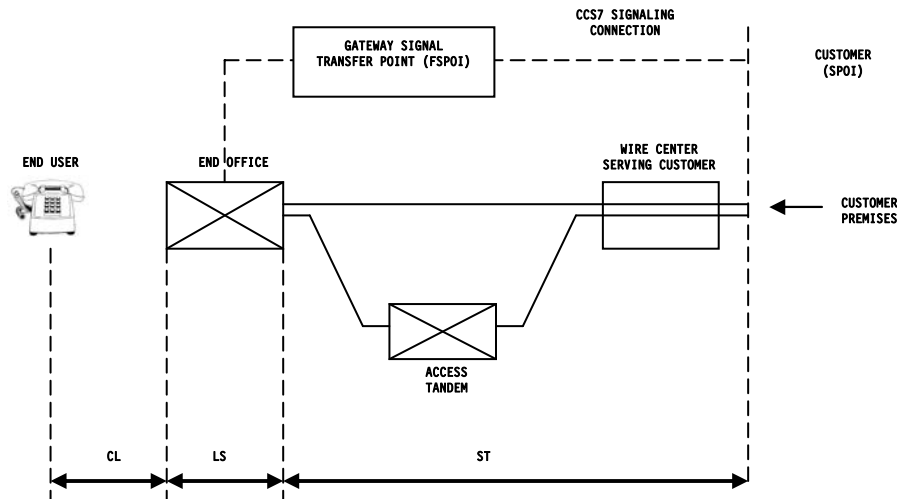 CCS7 SIGNALING
CONNECTION
GATEWAY SIGNAL
TRANSFER POINT (FSPOI)
CUSTOMER
(SPOI)
END USER
END OFFICE
WIRE CENTER
SERVING CUSTOMER
CUSTOMER
PREMISES
ACCESS
TANDEM
CL
LS
ST